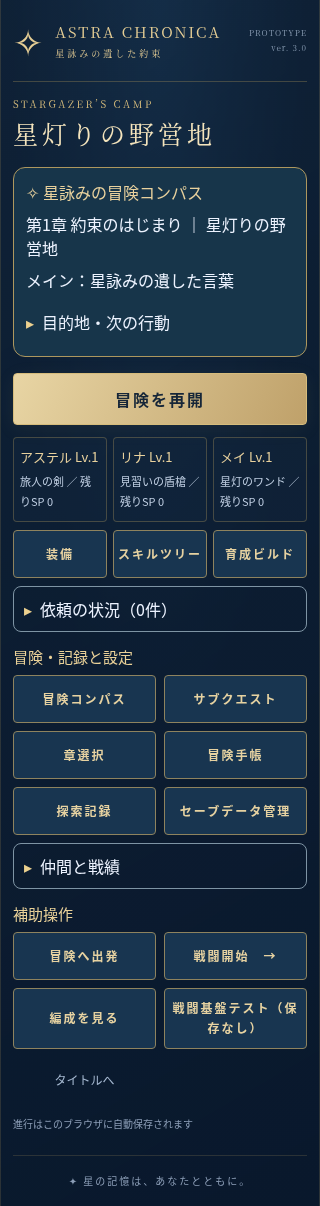 ASTRA CHRONICA
星詠みの遺した約束
PROTOTYPE
ver. 3.0
STARGAZER'S CAMP
星灯りの野営地
✧ 星詠みの冒険コンパス
第1章 約束のはじまり ｜ 星灯りの野
営地
メイン：星詠みの遺した言葉
▸ 目的地・次の行動
冒険を再開
アステル Lv.1
旅人の剣 ／ 残
りSP 0
リナ Lv.1
見習いの盾槍 ／
残りSP 0
メイ Lv.1
星灯のワンド ／
残りSP 0
装備
スキルツリー
育成ビルド
▸ 依頼の状況（0件）
冒険・記録と設定
冒険コンパス
サブクエスト
章選択
冒険手帳
探索記録
セーブデータ管理
▸ 仲間と戦績
補助操作
冒険へ出発
戦闘開始 →
編成を見る
戦闘基盤テスト（保
存なし）
タイトルへ
進行はこのブラウザに自動保存されます
✦ 星の記憶は、あなたとともに。